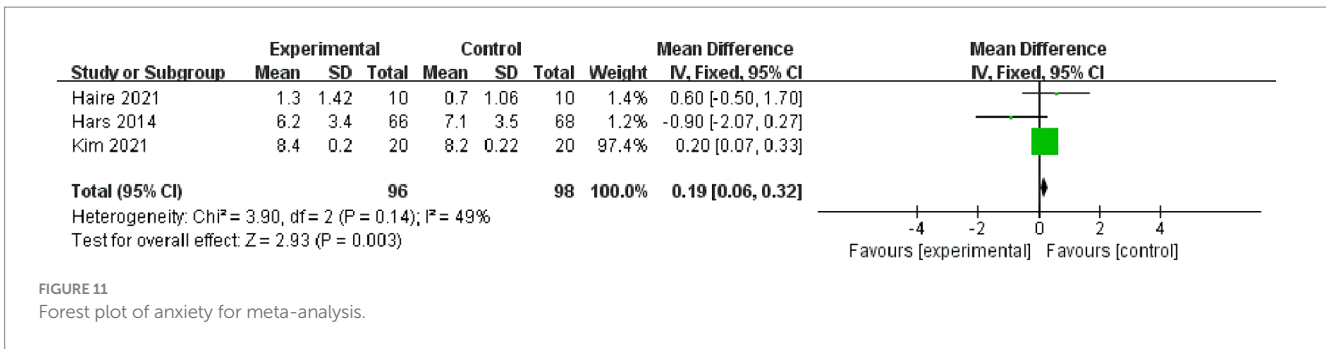 Experimental Control Mean Difference Mean Difference
Study or Subgroup Mean SD Total Mean SD Total Weight IV, Fixed, 95% CI IV, Fixed, 95% CI
Haire 2021 1.3 1.42 10 0.7 1.06 10 1.4% 0.60 [-0.50, 1.70]
Hars 2014 6.2 3.4 66 7.1 3.5 68 1.2% -0.90 [-2.07, 0.27]
Kim 2021 8.4 0.2 20 8.2 0.22 20 97.4% 0.20 [0.07, 0.33]
Total (95% CI) 96 98 100.0% 0.19 [0.06, 0.32]
Heterogeneity: Chi² = 3.90, df = 2 (P = 0.14); I² = 49%
Test for overall effect: Z = 2.93 (P = 0.003)
-4 -2 0 2 4
Favours [experimental] Favours [control]
FIGURE 11
Forest plot of anxiety for meta-analysis.